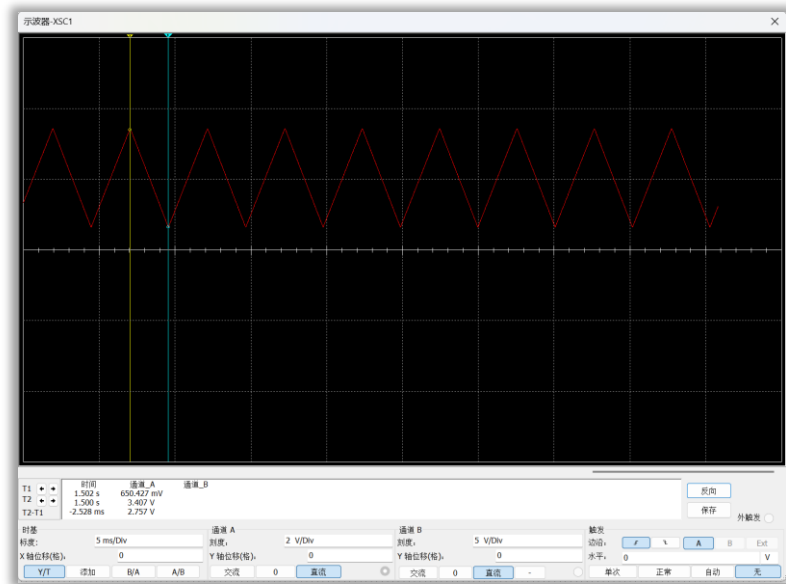 示波器-XSC1
时间 通道_A 通道_B
T1 1.502 s 650.427 mV
T2 1.500 s 3.407 V
T2-T1 -2.528 ms 2.757 V
反向
保存
外触发
时基 通道 A 通道 B 触发
标度: 5 ms/Div 刻度: 2 V/Div 刻度: 5 V/Div 边沿: A B Ext
X 轴位移(格): 0 Y 轴位移(格): 0 Y 轴位移(格): 0 水平: 0 V
Y/T 添加 B/A A/B 交流 0 直流 交流 0 直流 - 单次 正常 自动 无